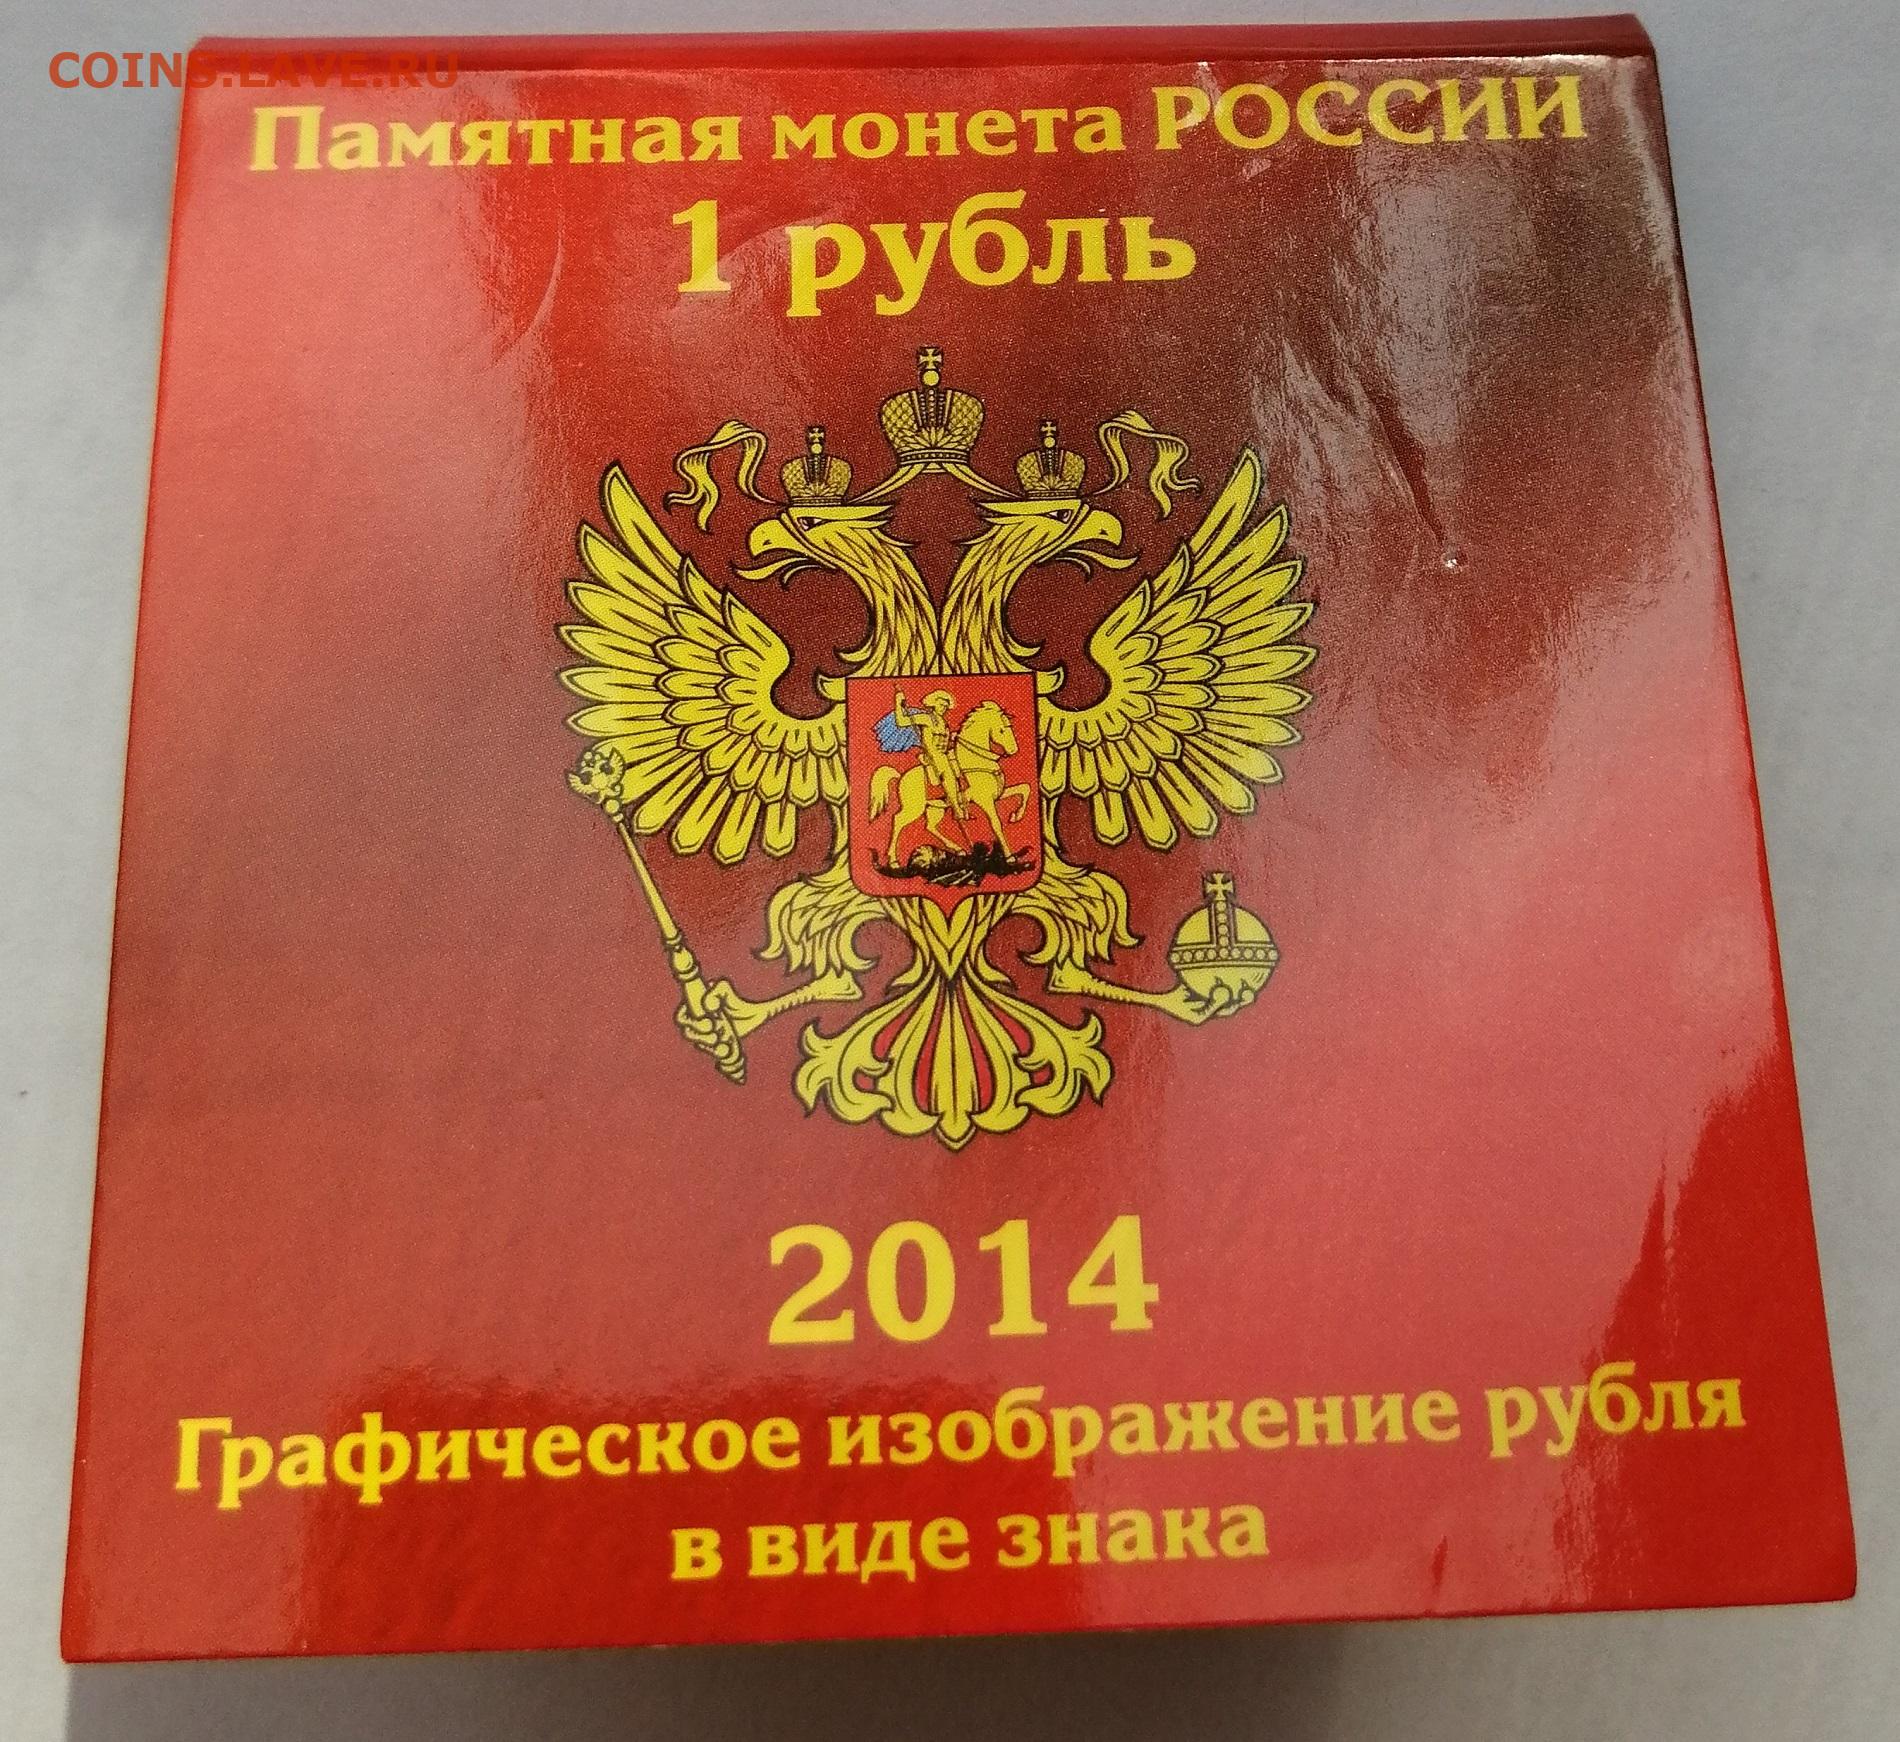 COINS.LAVE.RU
Памятная монета РОССИИ
1 рубль
2014
Графическое изображение рубля
в виде знака